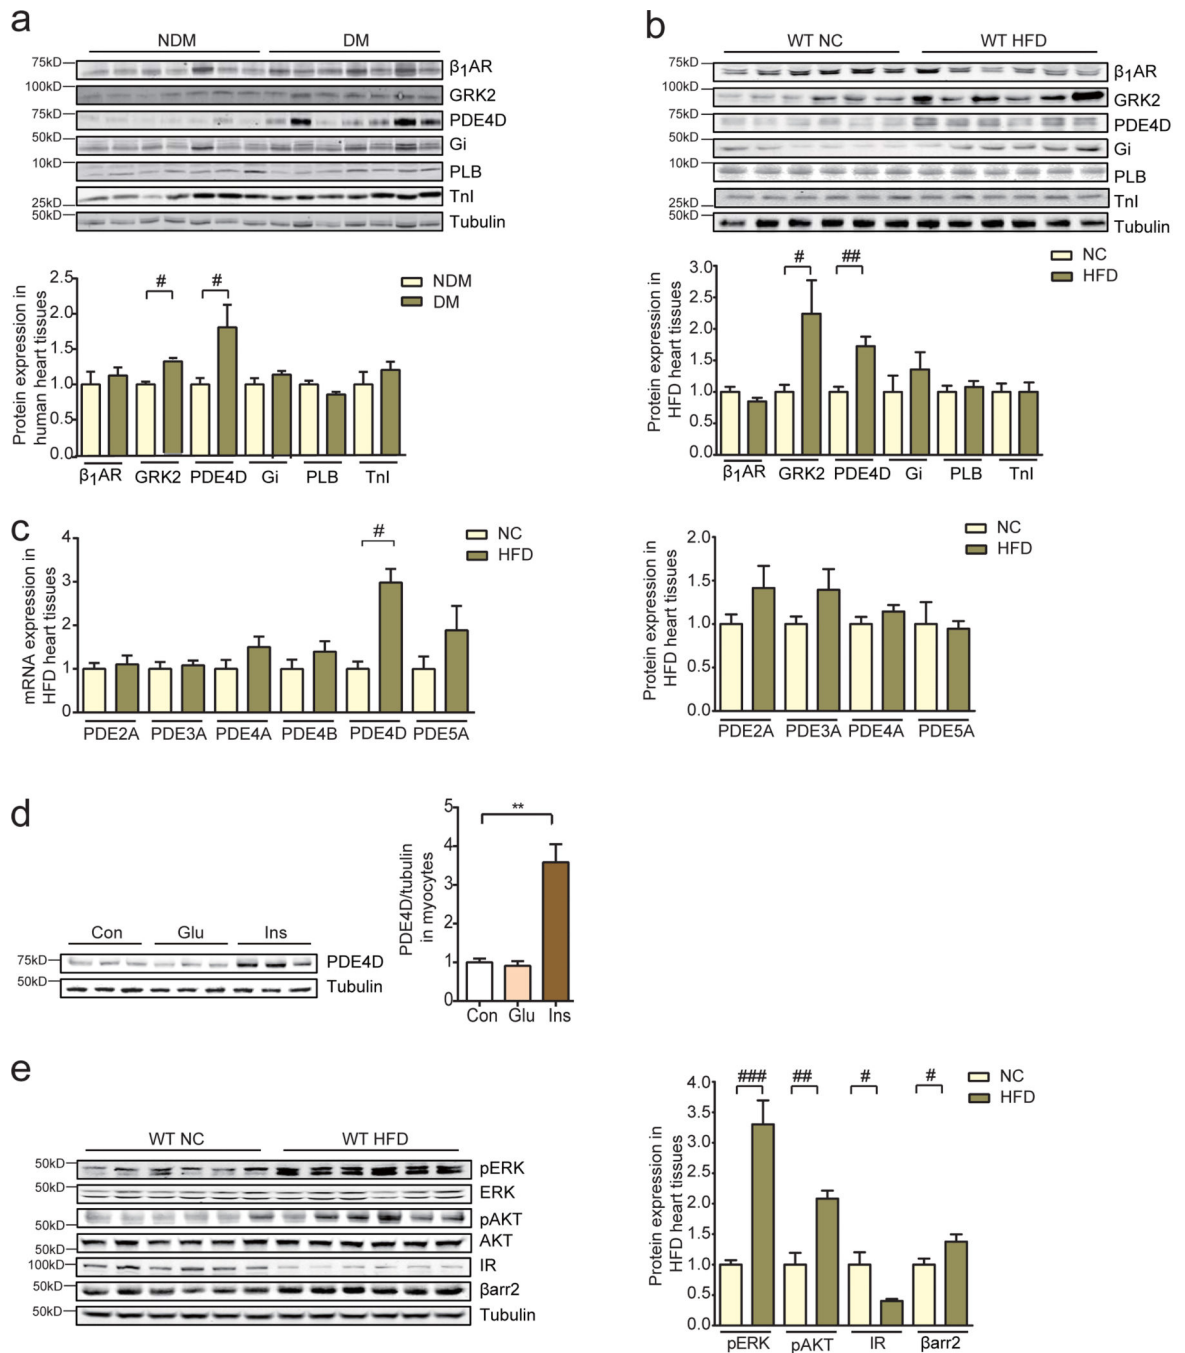 a
NDM DM
75kD
100kD
75kD
50kD
10kD
25kD
50kD
β₁AR
GRK2
PDE4D
Gi
PLB
TnI
Tubulin
Protein expression in
human heart tissues
2.5
2.0
1.5
1.0
0.5
0.0
# #
NDM
DM
β₁AR GRK2 PDE4D Gi PLB TnI
b
WT NC WT HFD
75kD
100kD
75kD
50kD
10kD
25kD
50kD
β₁AR
GRK2
PDE4D
Gi
PLB
TnI
Tubulin
Protein expression in
HFD heart tissues
3.0
2.5
2.0
1.5
1.0
0.5
0.0
# ##
NC
HFD
β₁AR GRK2 PDE4D Gi PLB TnI
c
mRNA expression in
HFD heart tissues
4
3
2
1
0
#
NC
HFD
PDE2A PDE3A PDE4A PDE4B PDE4D PDE5A
Protein expression in
HFD heart tissues
2.0
1.5
1.0
0.5
0.0
NC
HFD
PDE2A PDE3A PDE4A PDE5A
d
Con Glu Ins
75kD
50kD
PDE4D
Tubulin
PDE4D/tubulin
in myocytes
5
4
3
2
1
0
**
Con Glu Ins
e
WT NC WT HFD
50kD
50kD
50kD
50kD
100kD
50kD
50kD
pERK
ERK
pAKT
AKT
IR
βarr2
Tubulin
Protein expression in
HFD heart tissues
4.0
3.5
3.0
2.5
2.0
1.5
1.0
0.5
0.0
### ## # #
NC
HFD
pERK pAKT IR βarr2